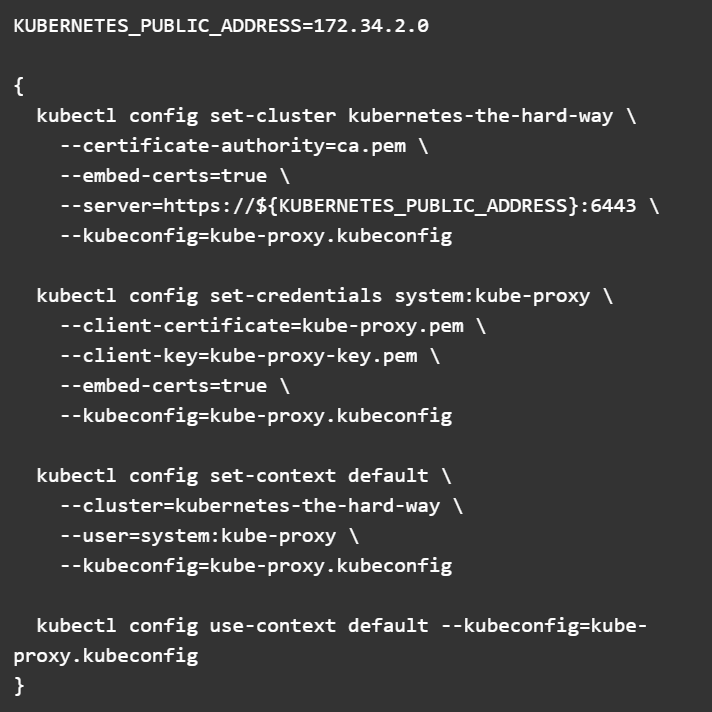 KUBERNETES_PUBLIC_ADDRESS=172.34.2.0

{
  kubectl config set-cluster kubernetes-the-hard-way \
    --certificate-authority=ca.pem \
    --embed-certs=true \
    --server=https://${KUBERNETES_PUBLIC_ADDRESS}:6443 \
    --kubeconfig=kube-proxy.kubeconfig

  kubectl config set-credentials system:kube-proxy \
    --client-certificate=kube-proxy.pem \
    --client-key=kube-proxy-key.pem \
    --embed-certs=true \
    --kubeconfig=kube-proxy.kubeconfig

  kubectl config set-context default \
    --cluster=kubernetes-the-hard-way \
    --user=system:kube-proxy \
    --kubeconfig=kube-proxy.kubeconfig

  kubectl config use-context default --kubeconfig=kube-
proxy.kubeconfig
}